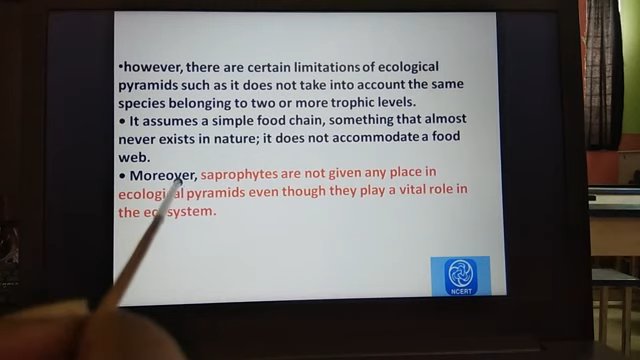 •however, there are certain limitations of ecological
pyramids such as it does not take into account the same
species belonging to two or more trophic levels.
• It assumes a simple food chain, something that almost
never exists in nature; it does not accommodate a food
web.
• Moreover, saprophytes are not given any place in
ecological pyramids even though they play a vital role in
the ecosystem.
NCERT